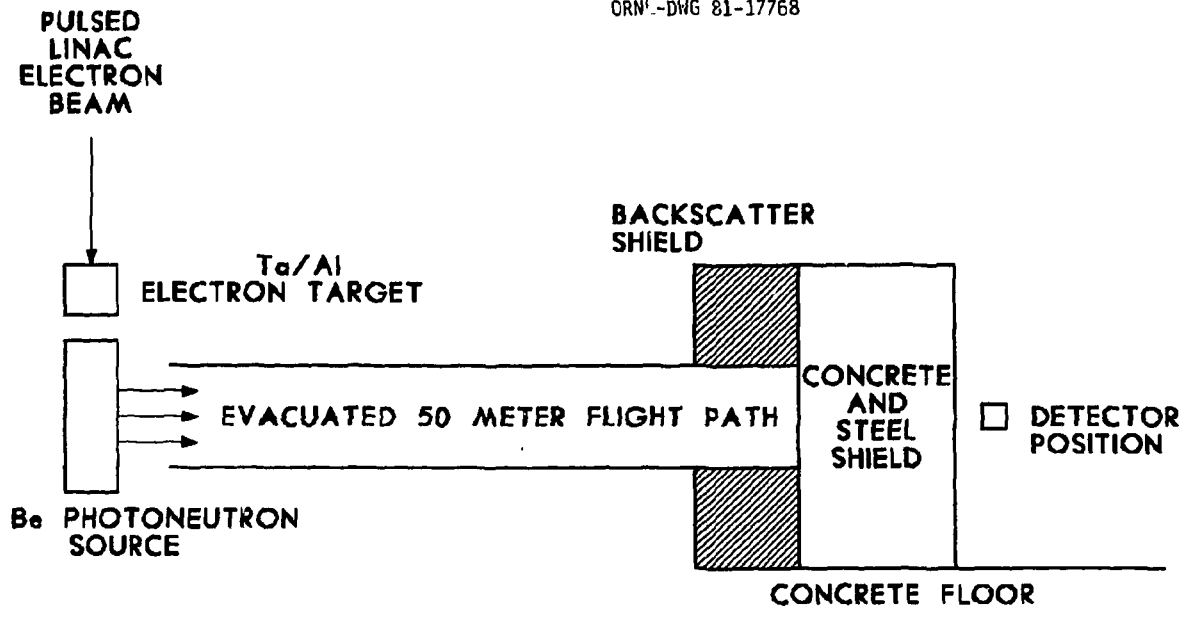 ORNL-DWG 81-17768
PULSED
LINAC
ELECTRON
BEAM
BACKSCATTER
SHIELD
Ta/Al
ELECTRON TARGET
CONCRETE
AND
STEEL
SHIELD
EVACUATED 50 METER FLIGHT PATH
DETECTOR
POSITION
Be PHOTONEUTRON
SOURCE
CONCRETE FLOOR